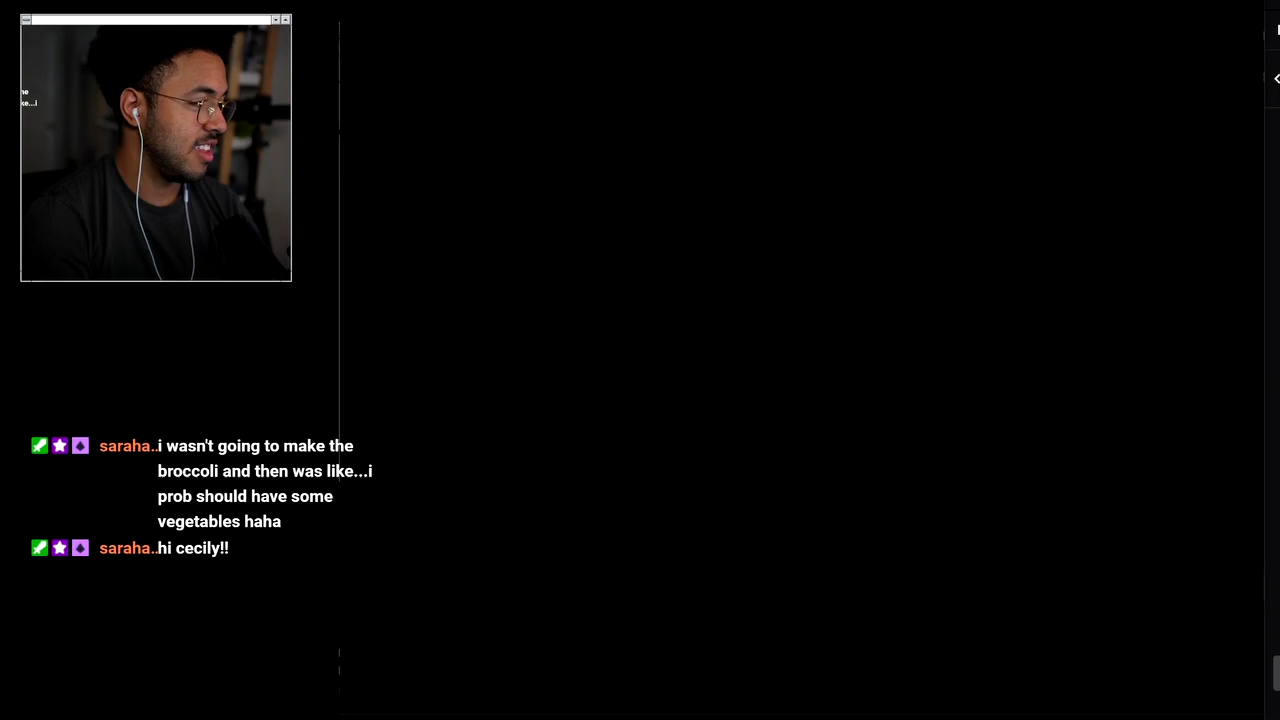 ke...i
saraha..i wasn't going to make the
broccoli and then was like...i
prob should have some
vegetables haha
saraha..hi cecily!!